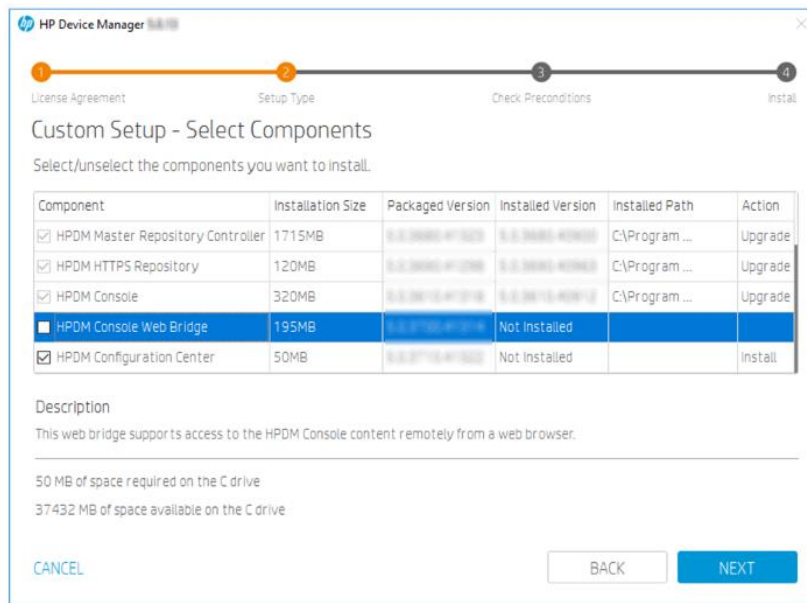 hp HP Device Manager
1 2 3 4
License Agreement Setup Type Check Preconditions Install
Custom Setup - Select Components
Select/unselect the components you want to install.
Component Installation Size Packaged Version Installed Version Installed Path Action
HPDM Master Repository Controller 1715MB C:\Program ... Upgrade
HPDM HTTPS Repository 120MB C:\Program ... Upgrade
HPDM Console 320MB C:\Program ... Upgrade
HPDM Console Web Bridge 195MB Not Installed
HPDM Configuration Center 50MB Not Installed Install
Description
This web bridge supports access to the HPDM Console content remotely from a web browser.
50 MB of space required on the C drive
37432 MB of space available on the C drive
CANCEL BACK NEXT